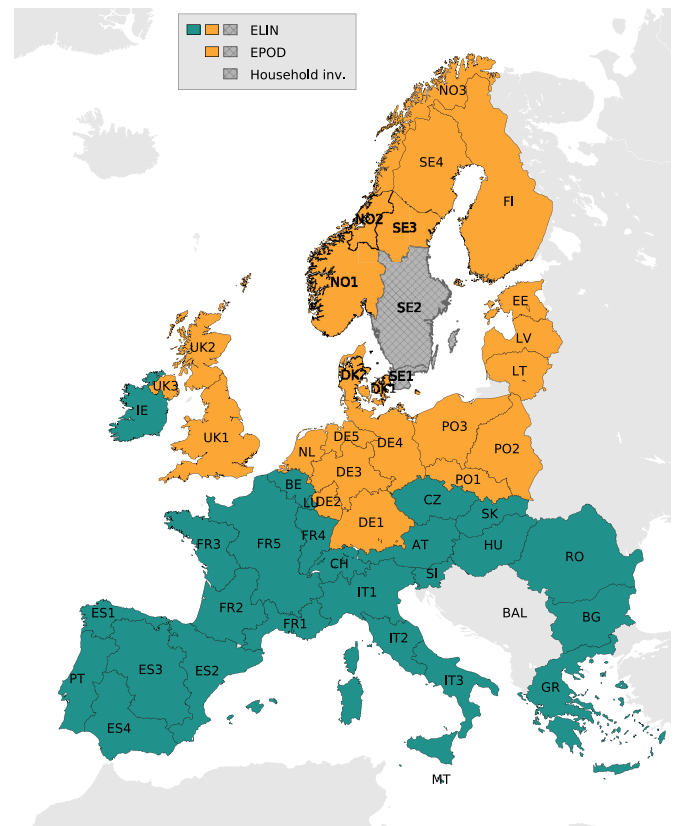 ELIN
EPOD
Household inv.
NO3
SE4
FI
NO2
SE3
NO1
SE2
EE
LV
LT
UK2
DK2
SE1
DK1
UK3
IE
UK1
PO3
DE5
DE4
PO2
NL
DE3
PO1
BE
LU
DE2
CZ
SK
DE1
FR3
FR5
FR4
AT
HU
RO
CH
SI
IT1
ES1
FR2
FR1
BAL
BG
IT2
PT
ES3
ES2
IT3
GR
ES4
MT